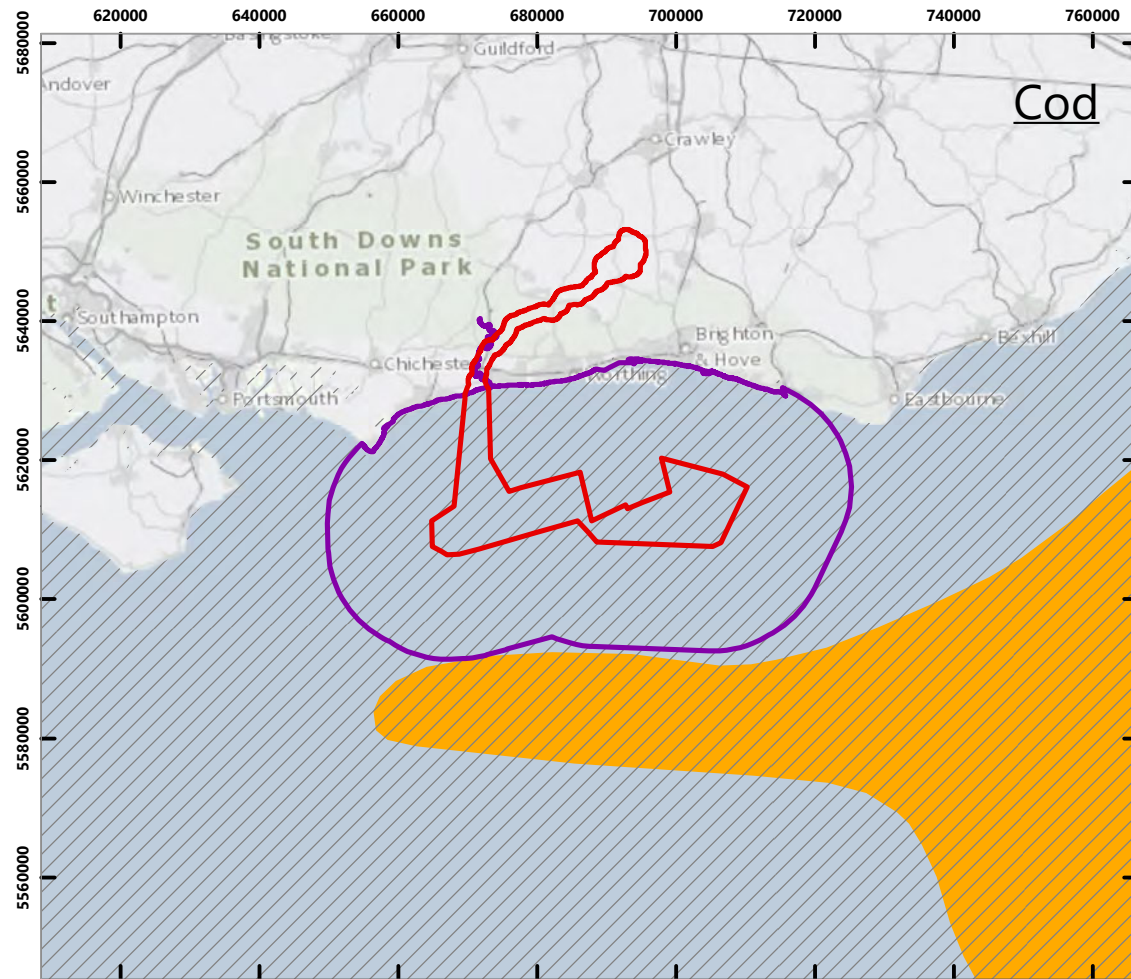 620000 640000 660000 680000 700000 720000 740000 760000
5680000
Basingstoke
Guildford
Andover
Cod
Crawley
5660000
Winchester
South Downs
National Park
t
5640000
Southampton
Brighton
& Hove
Bexhill
Chichester
Worthing
Portsmouth
Eastbourne
5620000
5600000
5580000
5560000